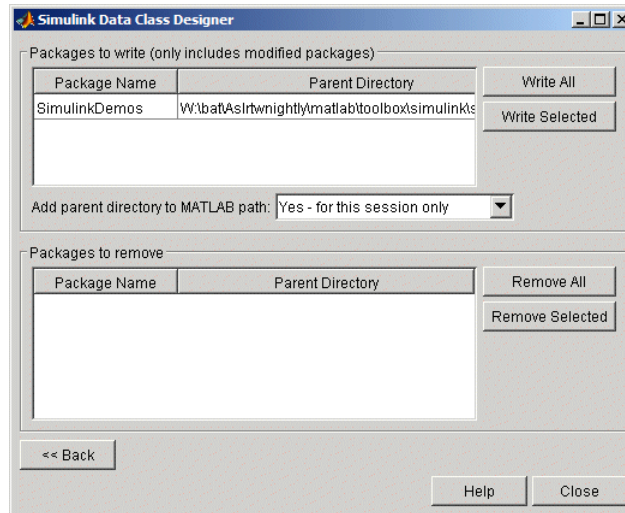 Simulink Data Class Designer
Packages to write (only includes modified packages)
Package Name Parent Directory
SimulinkDemos W:\bat\Aslrtwnightly\matlab\toolbox\simulink\s
Write All
Write Selected
Add parent directory to MATLAB path: Yes - for this session only
Packages to remove
Package Name Parent Directory
Remove All
Remove Selected
<< Back
Help Close